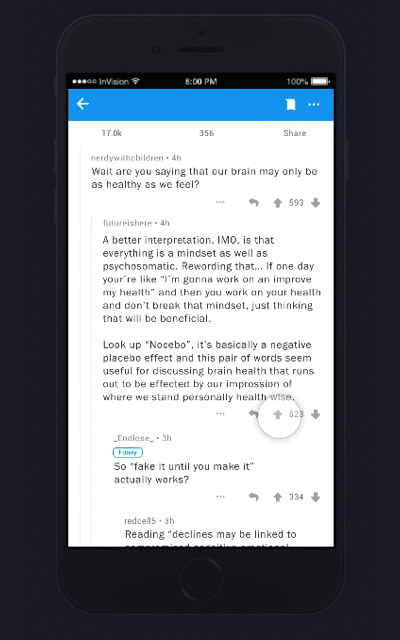 InVision 8:00 PM 100%
17.0k 356 Share
nerdywithchildren • 4h
Wait are you saying that our brain may only be
as healthy as we feel?
593
futureishere • 4h
A better interpretation, IMO, is that
everything is a mindset as well as
psychosomatic. Rewording that... If one day
your're like “I'm gonna work on an improve
my health” and then you work on your health
and don't break that mindset, just thinking
that will be beneficial.
Look up “Nocebo”, it's basically a negative
placebo effect and this pair of words seem
useful for discussing brain health that runs
out to be effected by our impression of
where we stand personally health wise.
523
_Endlose_ • 3h
Funny
So “fake it until you make it”
actually works?
334
redcell5 • 3h
Reading “declines may be linked to